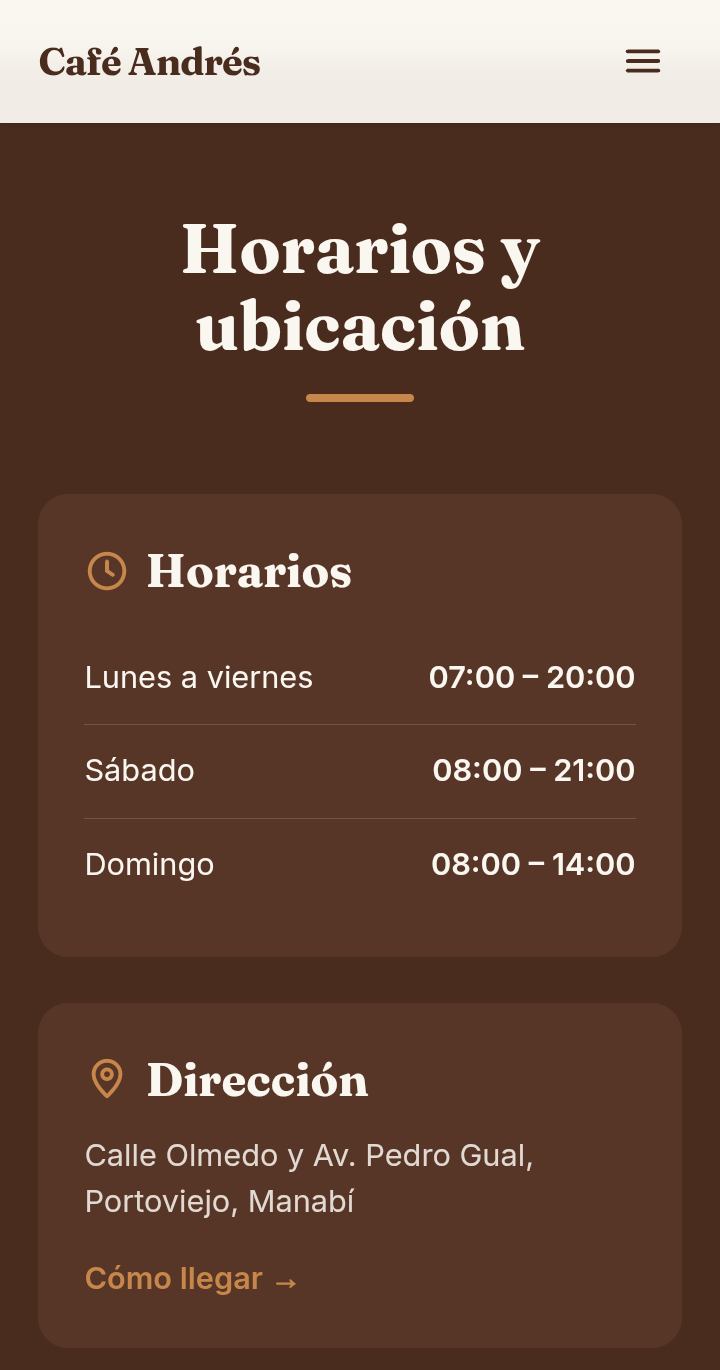 Café Andrés
Horarios y
ubicación
Horarios
Lunes a viernes 07:00 – 20:00
Sábado 08:00 – 21:00
Domingo 08:00 – 14:00
Dirección
Calle Olmedo y Av. Pedro Gual,
Portoviejo, Manabí
Cómo llegar →